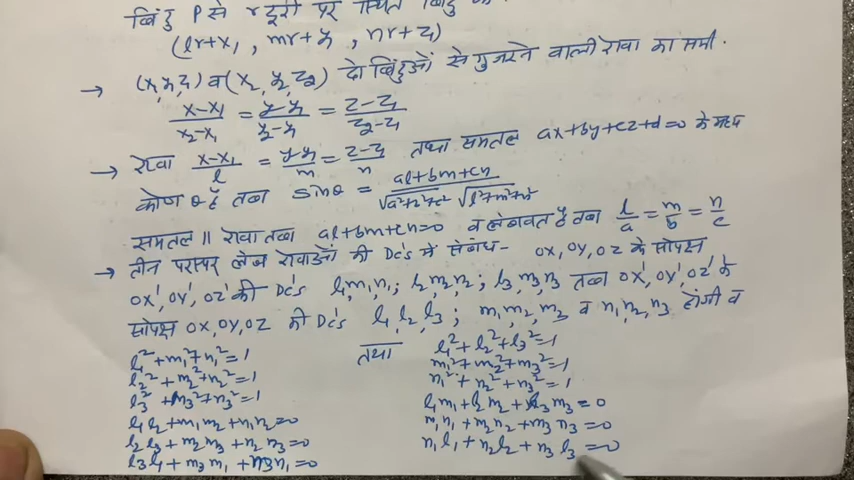 बिंदु P से r दूरी पर स्थित बिंदु के
(lr+x₁ , mr+y₁ , nr+z₁)
→ (x₁y₁z₁) व (x₂ y₂ z₂) दो बिंदुओं से गुजरने वाली रेखा का समी.
(x-x₁)/(x₂-x₁) = (y-y₁)/(y₂-y₁) = (z-z₁)/(z₂-z₁)
→ रेखा (x-x₁)/l = (y-y₁)/m = (z-z₁)/n तथा समतल ax+by+cz+d=0 के मध्य
कोण θ है तब sinθ = (al+bm+cn)/(√a²+b²+c² √l²+m²+n²)
समतल || रेखा तब al+bm+cn=0 व लंबवत है तब l/a = m/b = n/c
→ तीन परस्पर लंब रेखाओं की Dc's में संबंध- OX, OY, OZ के सापेक्ष
OX', OY', OZ' की Dc's l₁m₁n₁; l₂m₂n₂; l₃m₃n₃ तब OX', OY', OZ' के
सापेक्ष OX, OY, OZ की Dc's l₁ l₂ l₃ ; m₁ m₂ m₃ व n₁ n₂ n₃ होंगी व
l₁²+m₁²+n₁²=1
l₂²+m₂²+n₂²=1
l₃²+m₃²+n₃²=1
l₁l₂+m₁m₂+n₁n₂=0
l₂l₃+m₂m₃+n₂n₃=0
l₃l₁+m₃m₁+n₃n₁=0
तथा
l₁²+l₂²+l₃²=1
m₁²+m₂²+m₃²=1
n₁²+n₂²+n₃²=1
l₁m₁+l₂m₂+l₃m₃=0
m₁n₁+m₂n₂+m₃n₃=0
n₁l₁+n₂l₂+n₃l₃=0